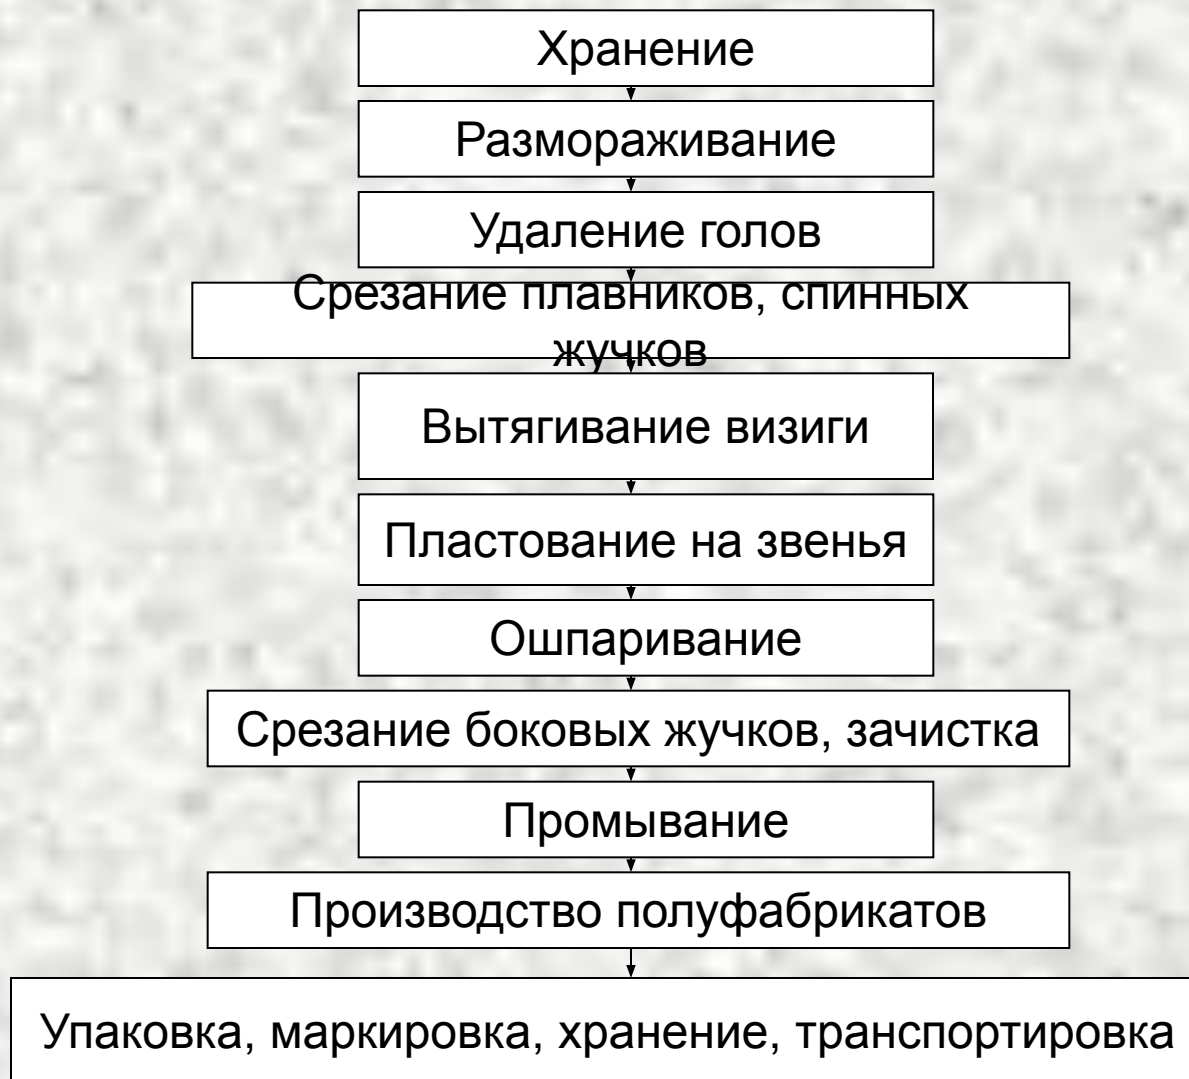 Хранение
Размораживание
Удаление голов
Срезание плавников, спинных
жучков
Вытягивание визиги
Пластование на звенья
Ошпаривание
Срезание боковых жучков, зачистка
Промывание
Производство полуфабрикатов
Упаковка, маркировка, хранение, транспортировка